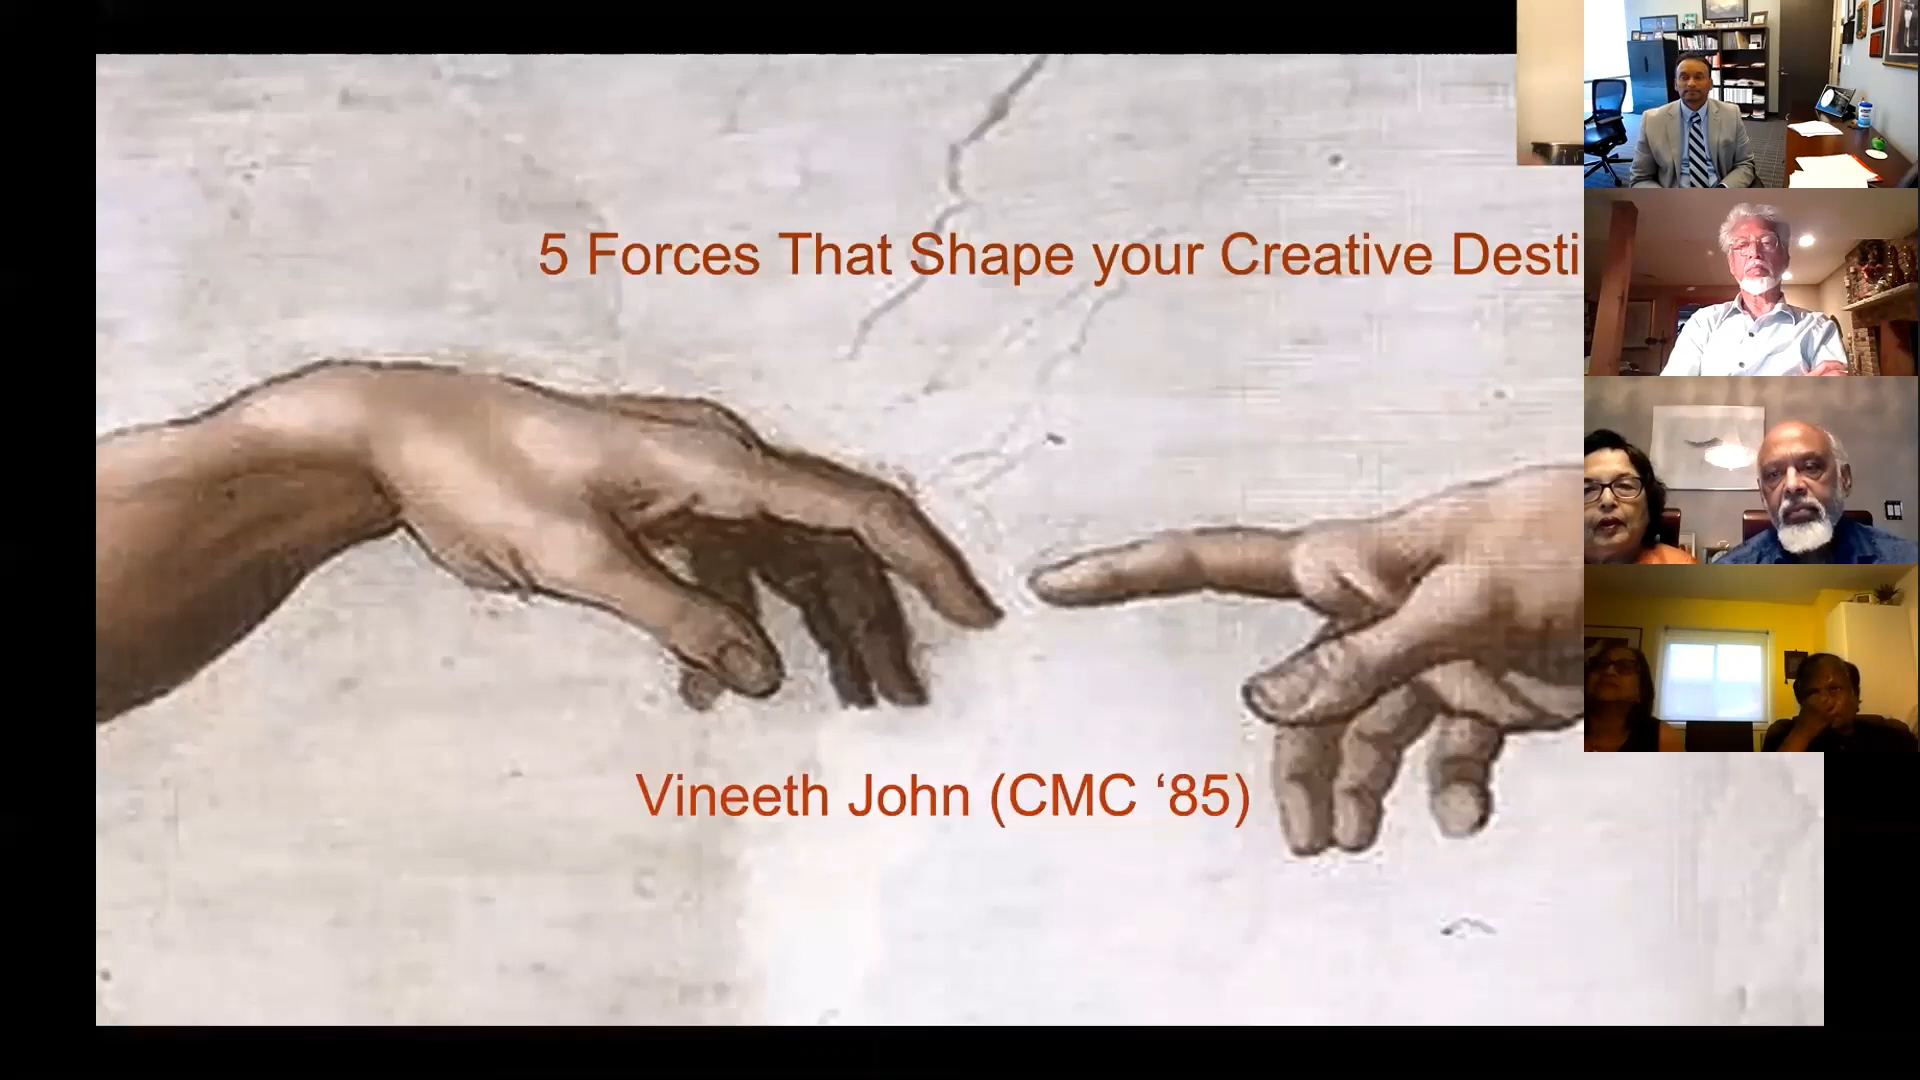 5 Forces That Shape your Creative Desti
Vineeth John (CMC ‘85)